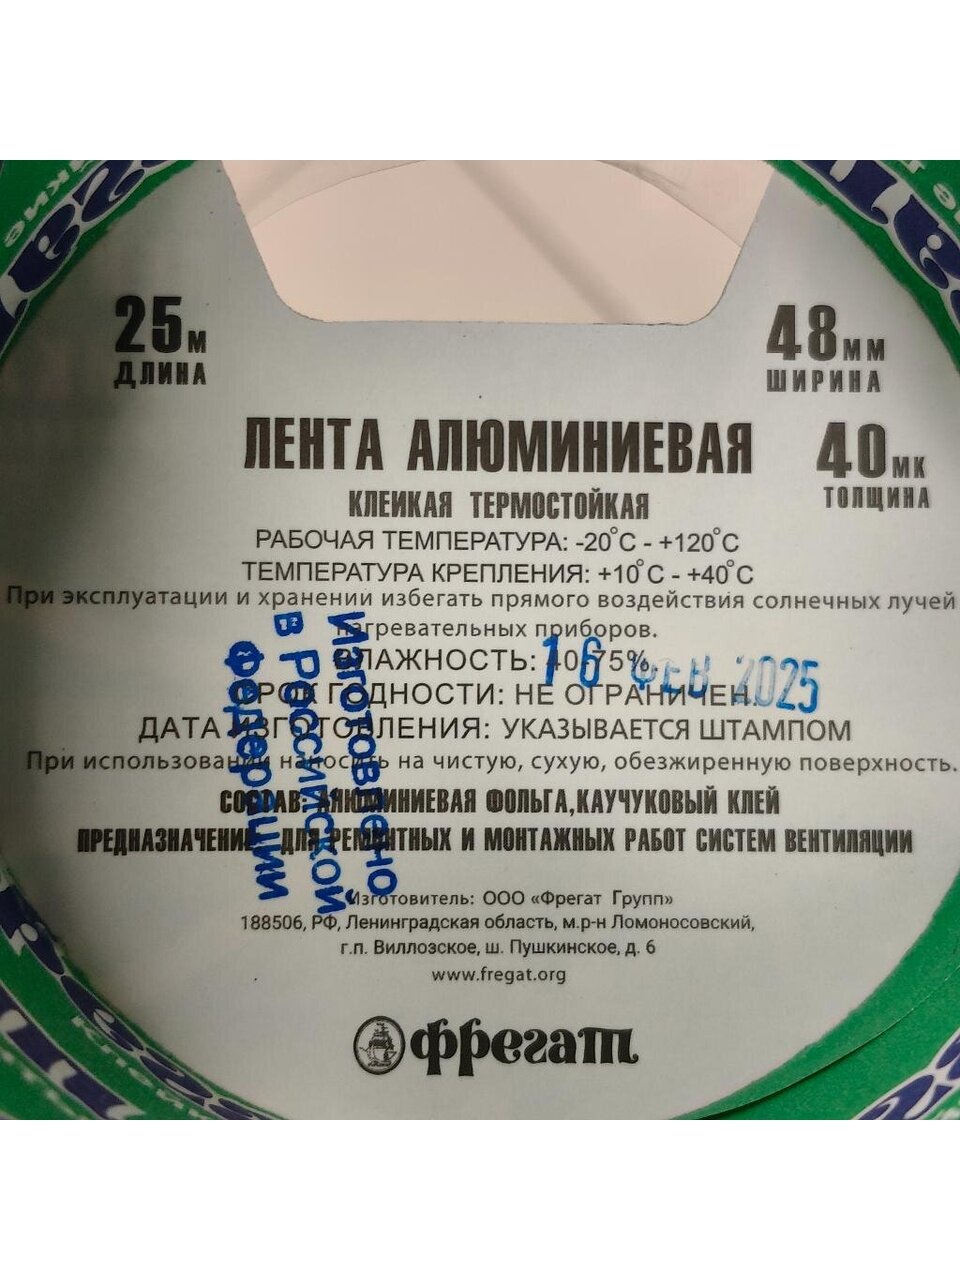 25м
ДЛИНА
48мм
ШИРИНА
40мк
ТОЛЩИНА
ЛЕНТА АЛЮМИНИЕВАЯ
КЛЕЙКАЯ ТЕРМОСТОЙКАЯ
РАБОЧАЯ ТЕМПЕРАТУРА: -20°С - +120°С
ТЕМПЕРАТУРА КРЕПЛЕНИЯ: +10°С - +40°С
При эксплуатации и хранении избегать прямого воздействия солнечных лучей
нагревательных приборов.
ВЛАЖНОСТЬ: 40-75%.
СРОК ГОДНОСТИ: НЕ ОГРАНИЧЕН.
ДАТА ИЗГОТОВЛЕНИЯ: УКАЗЫВАЕТСЯ ШТАМПОМ
16 ФЕВ 2025
При использовании наносить на чистую, сухую, обезжиренную поверхность.
СОСТАВ: АЛЮМИНИЕВАЯ ФОЛЬГА,КАУЧУКОВЫЙ КЛЕЙ
ПРЕДНАЗНАЧЕНИЕ: ДЛЯ РЕМОНТНЫХ И МОНТАЖНЫХ РАБОТ СИСТЕМ ВЕНТИЛЯЦИИ
Изготовлено
в Российской
Федерации
Изготовитель: ООО «Фрегат Групп»
188506, РФ, Ленинградская область, м.р-н Ломоносовский,
г.п. Виллозское, ш. Пушкинское, д. 6
www.fregat.org
фрегат